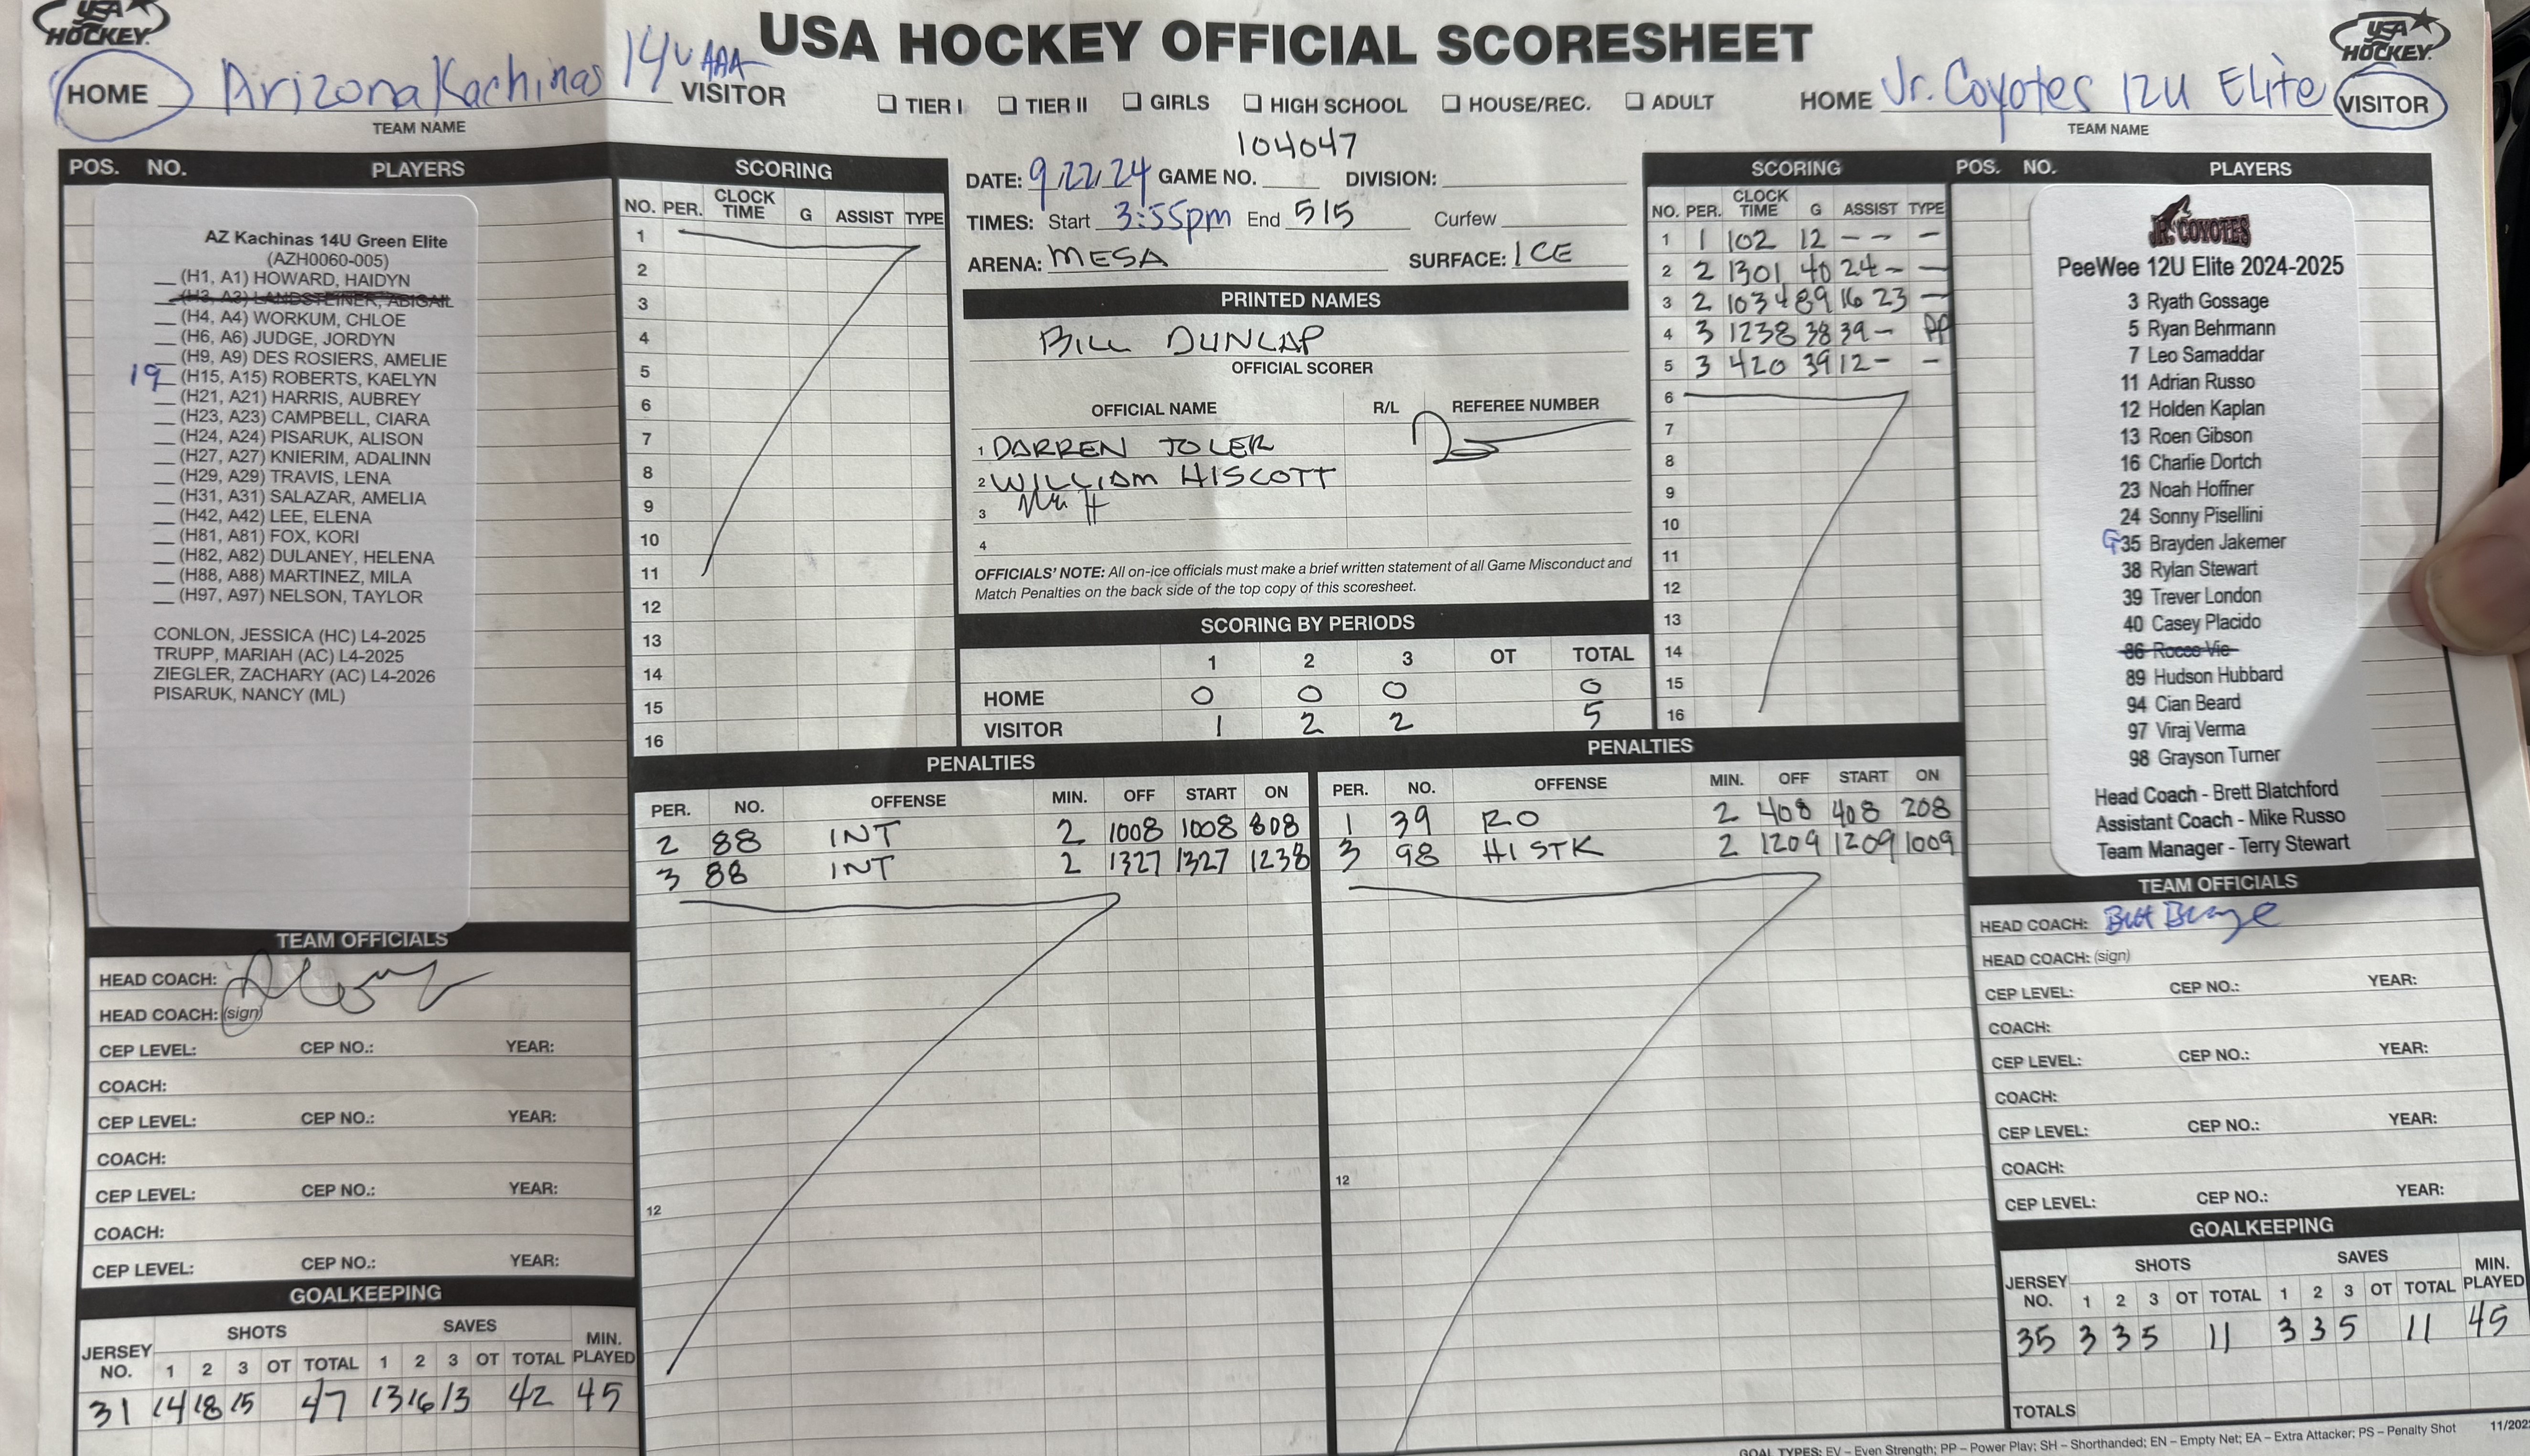 USA HOCKEY.
USA HOCKEY OFFICIAL SCORESHEET
USA HOCKEY.
HOME Arizona Kachinas 14U AAA VISITOR
TEAM NAME
☐ TIER I ☐ TIER II ☐ GIRLS ☐ HIGH SCHOOL ☐ HOUSE/REC. ☐ ADULT
HOME Jr. Coyotes 12U Elite VISITOR
TEAM NAME
POS. NO. PLAYERS
AZ Kachinas 14U Green Elite
(AZH0060-005)
(H1, A1) HOWARD, HAIDYN
(H3, A3) LANDSTEINER, ABIGAIL
(H4, A4) WORKUM, CHLOE
(H6, A6) JUDGE, JORDYN
(H9, A9) DES ROSIERS, AMELIE
19 (H15, A15) ROBERTS, KAELYN
(H21, A21) HARRIS, AUBREY
(H23, A23) CAMPBELL, CIARA
(H24, A24) PISARUK, ALISON
(H27, A27) KNIERIM, ADALINN
(H29, A29) TRAVIS, LENA
(H31, A31) SALAZAR, AMELIA
(H42, A42) LEE, ELENA
(H81, A81) FOX, KORI
(H82, A82) DULANEY, HELENA
(H88, A88) MARTINEZ, MILA
(H97, A97) NELSON, TAYLOR
CONLON, JESSICA (HC) L4-2025
TRUPP, MARIAH (AC) L4-2025
ZIEGLER, ZACHARY (AC) L4-2026
PISARUK, NANCY (ML)
TEAM OFFICIALS
HEAD COACH:
HEAD COACH: (sign)
CEP LEVEL: CEP NO.: YEAR:
COACH:
CEP LEVEL: CEP NO.: YEAR:
COACH:
CEP LEVEL: CEP NO.: YEAR:
COACH:
CEP LEVEL: CEP NO.: YEAR:
GOALKEEPING
SHOTS SAVES
JERSEY NO. 1 2 3 OT TOTAL 1 2 3 OT TOTAL MIN. PLAYED
31 14 18 15 47 13 16 13 42 45
SCORING
NO. PER. CLOCK TIME G ASSIST TYPE
1
2
3
4
5
6
7
8
9
10
11
12
13
14
15
16
104047
DATE: 9/22/24 GAME NO. DIVISION:
TIMES: Start 3:55pm End 515 Curfew
ARENA: MESA SURFACE: ICE
PRINTED NAMES
BILL DUNLAP
OFFICIAL SCORER
OFFICIAL NAME R/L REFEREE NUMBER
1 DARREN TOLER
2 WILLIAM HISCOTT
3
4
OFFICIALS' NOTE: All on-ice officials must make a brief written statement of all Game Misconduct and
Match Penalties on the back side of the top copy of this scoresheet.
SCORING BY PERIODS
1 2 3 OT TOTAL
HOME 0 0 0 0
VISITOR 1 2 2 5
PENALTIES
PER. NO. OFFENSE MIN. OFF START ON
2 88 INT 2 1008 1008 808
3 88 INT 2 1327 1327 1238
12
PENALTIES
PER. NO. OFFENSE MIN. OFF START ON
1 39 RO 2 408 408 208
3 98 HI STK 2 1209 1209 1009
12
SCORING
NO. PER. CLOCK TIME G ASSIST TYPE
1 1 102 12 - - -
2 2 1301 40 24 - -
3 2 1034 89 16 23 -
4 3 1238 38 39 - PP
5 3 420 39 12 - -
6
7
8
9
10
11
12
13
14
15
16
POS. NO. PLAYERS
JR. COYOTES
PeeWee 12U Elite 2024-2025
3 Ryath Gossage
5 Ryan Behrmann
7 Leo Samaddar
11 Adrian Russo
12 Holden Kaplan
13 Roen Gibson
16 Charlie Dortch
23 Noah Hoffner
24 Sonny Pisellini
G 35 Brayden Jakemer
38 Rylan Stewart
39 Trever London
40 Casey Placido
86 Rocco Vie
89 Hudson Hubbard
94 Cian Beard
97 Viraj Verma
98 Grayson Turner
Head Coach - Brett Blatchford
Assistant Coach - Mike Russo
Team Manager - Terry Stewart
TEAM OFFICIALS
HEAD COACH:
HEAD COACH: (sign)
CEP LEVEL: CEP NO.: YEAR:
COACH:
CEP LEVEL: CEP NO.: YEAR:
COACH:
CEP LEVEL: CEP NO.: YEAR:
COACH:
CEP LEVEL: CEP NO.: YEAR:
GOALKEEPING
SHOTS SAVES
JERSEY NO. 1 2 3 OT TOTAL 1 2 3 OT TOTAL MIN. PLAYED
35 3 3 5 11 3 3 5 11 45
TOTALS
GOAL TYPES: EV – Even Strength; PP – Power Play; SH – Shorthanded; EN – Empty Net; EA – Extra Attacker; PS – Penalty Shot 11/202